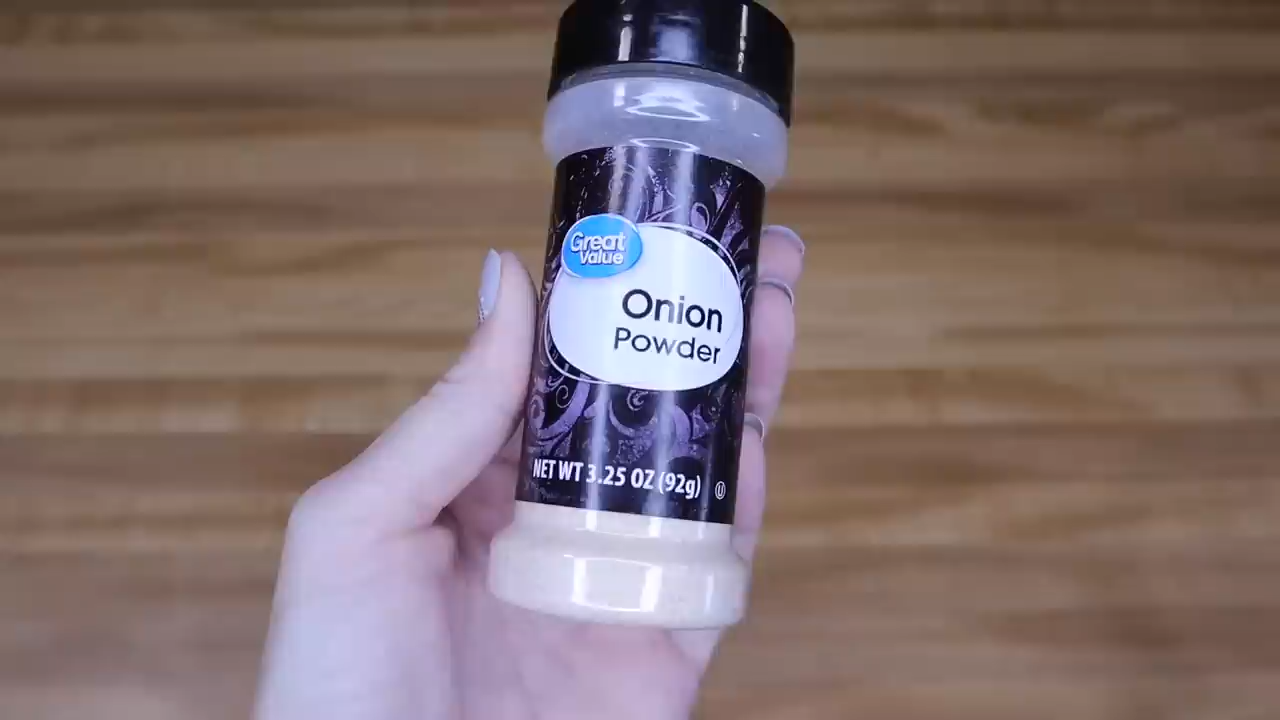 Great
Value
Onion
Powder
NET WT 3.25 OZ (92g)
U